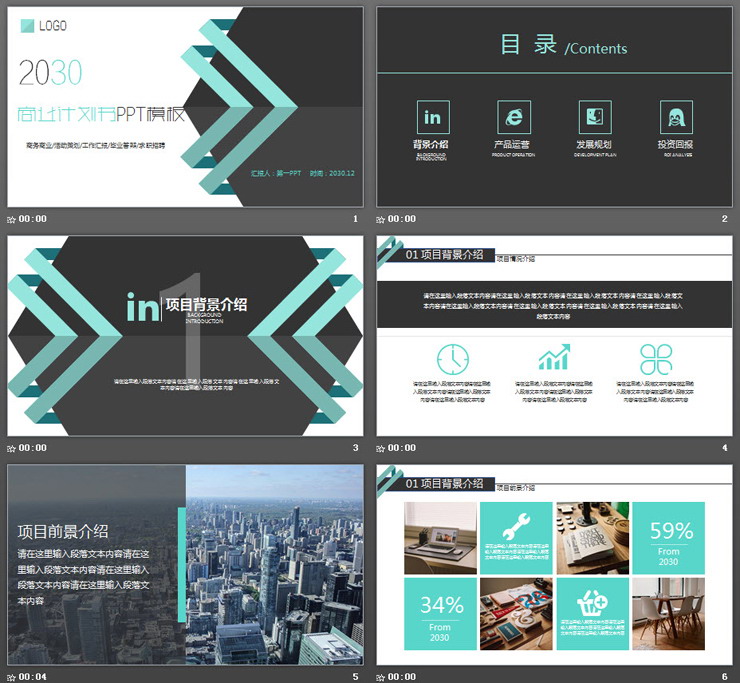 LOGO
2030
商业计划书PPT模板
商务商业/活动策划/工作汇报/毕业答辩/求职招聘
汇报人：第一PPT 时间：2030.12
00:00
1
目 录 /Contents
in
背景介绍
BACKGROUND
INTRODUCTION
产品运营
PRODUCT OPERATION
发展规划
DEVELOPMENT PLAN
投资回报
ROI ANALYSIS
00:00
2
1
in
项目背景介绍
BACKGROUND
INTRODUCTION
请在这里输入段落文本内容请在这里输入段落文本内容请在这里输入段落文
本内容请在这里输入段落文本内容
00:00
3
01 项目背景介绍
项目情况介绍
请在这里输入段落文本内容请在这里输入段落文本内容请在这里输入段落文本内容请在这里输入段落文
本内容请在这里输入段落文本内容请在这里输入段落文本内容请在这里输入段落文本内容请在这里输入
段落文本内容
请在这里输入段落文本内容请在这里输
入段落文本内容请在这里输入段落文本
内容请在这里输入段落文本内容
请在这里输入段落文本内容请在这里输
入段落文本内容请在这里输入段落文本
内容请在这里输入段落文本内容
请在这里输入段落文本内容请在这里输
入段落文本内容请在这里输入段落文本
内容请在这里输入段落文本内容
00:00
4
项目前景介绍
请在这里输入段落文本内容请在这
里输入段落文本内容请在这里输入
段落文本内容请在这里输入段落文
本内容
00:04
5
01 项目背景介绍
项目前景介绍
59%
From
2030
34%
From
2030
00:00
6